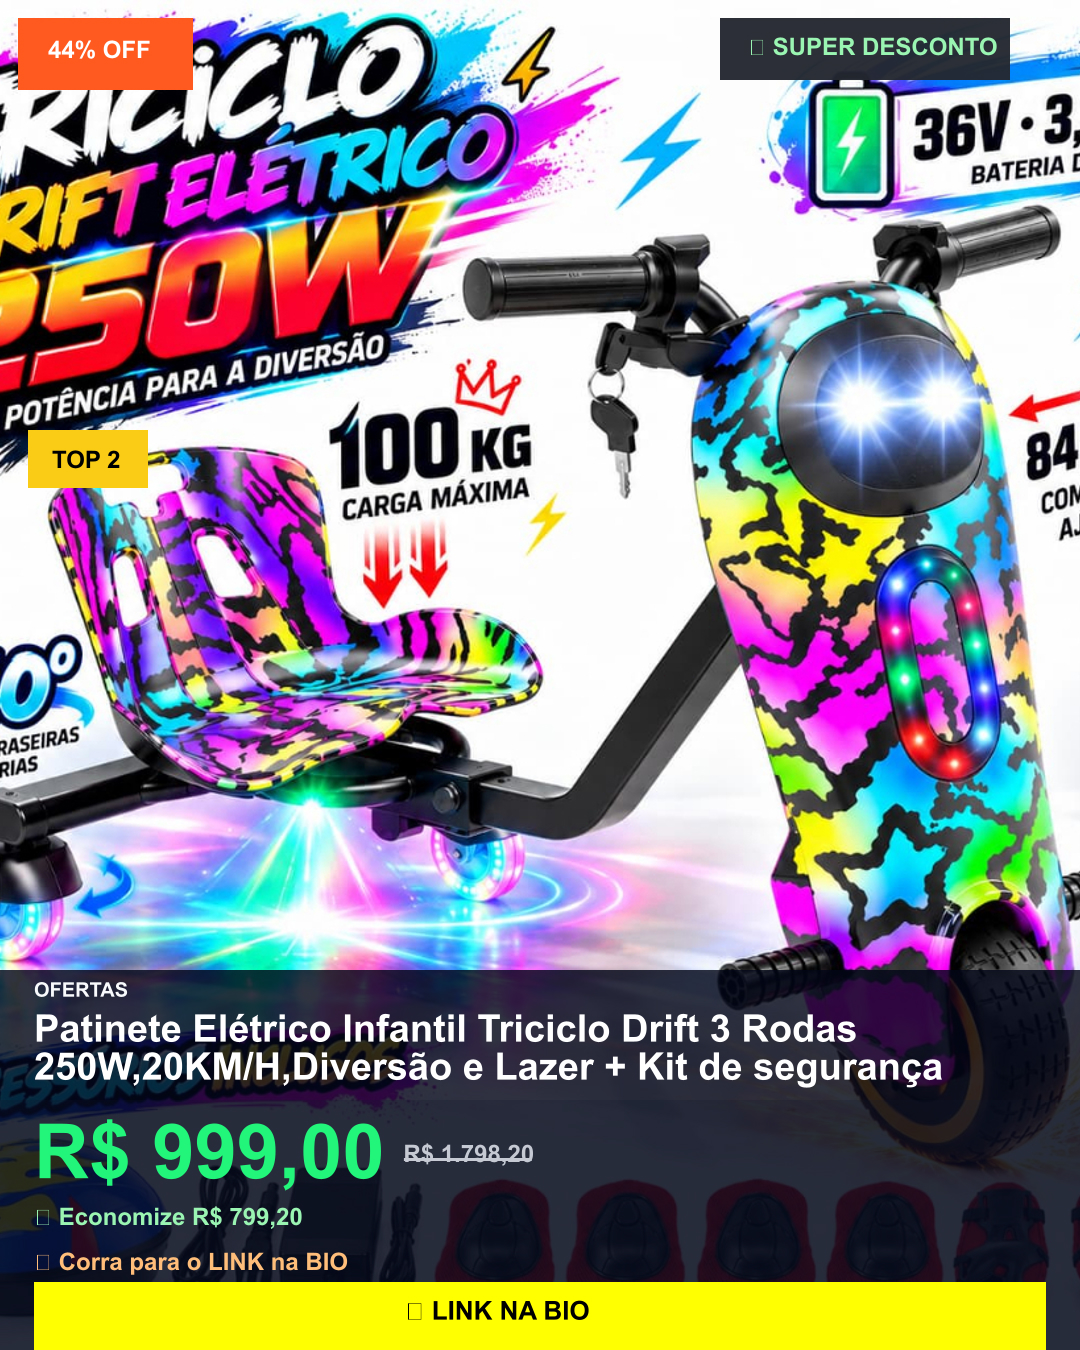 44% OFF
SUPER DESCONTO
TRICICLO
DRIFT ELÉTRICO
250W
POTÊNCIA PARA A DIVERSÃO
36V • 3,
BATERIA D
TOP 2
100 KG
CARGA MÁXIMA
84
COM
AJ
0°
RASEIRAS
RIAS
OFERTAS
Patinete Elétrico Infantil Triciclo Drift 3 Rodas
250W,20KM/H,Diversão e Lazer + Kit de segurança
R$ 999,00 R$ 1.798,20
Economize R$ 799,20
Corra para o LINK na BIO
LINK NA BIO